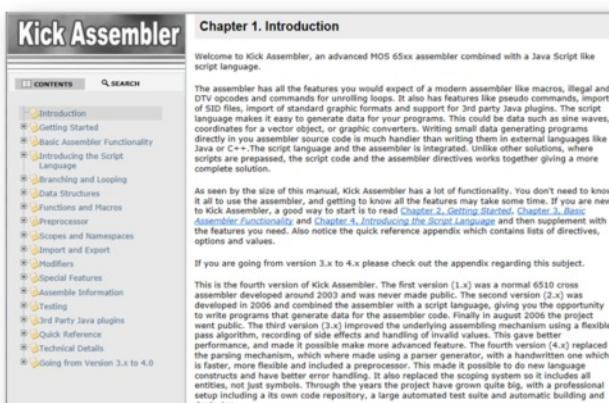 Kick Assembler
CONTENTS
SEARCH
Introduction
Getting Started
Basic Assembler Functionality
Introducing the Script
Language
Branching and Looping
Data Structures
Functions and Macros
Preprocessor
Scopes and Namespaces
Import and Export
Modifiers
Special Features
Assemble Information
Testing
3rd Party Java plugins
Quick Reference
Technical Details
Going from Version 3.x to 4.0
Chapter 1. Introduction
Welcome to Kick Assembler, an advanced MOS 65xx assembler combined with a Java Script like
script language.
The assembler has all the features you would expect of a modern assembler like macros, illegal and
DTV opcodes and commands for unrolling loops. It also has features like pseudo commands, import
of SID files, import of standard graphic formats and support for 3rd party Java plugins. The script
language makes it easy to generate data for your programs. This could be data such as sine waves,
coordinates for a vector object, or graphic converters. Writing small data generating programs
directly in you assembler source code is much handier than writing them in external languages like
Java or C++.The script language and the assembler is integrated. Unlike other solutions, where
scripts are prepassed, the script code and the assembler directives works together giving a more
complete solution.
As seen by the size of this manual, Kick Assembler has a lot of functionality. You don't need to know
it all to use the assembler, and getting to know all the features may take some time. If you are new
to Kick Assembler, a good way to start is to read Chapter 2, Getting Started, Chapter 3, Basic
Assembler Functionality and Chapter 4, Introducing the Script Language and then supplement with
the features you need. Also notice the quick reference appendix which contains lists of directives,
options and values.
If you are going from version 3.x to 4.x please check out the appendix regarding this subject.
This is the fourth version of Kick Assembler. The first version (1.x) was a normal 6510 cross
assembler developed around 2003 and was never made public. The second version (2.x) was
developed in 2006 and combined the assembler with a script language, giving you the opportunity
to write programs that generate data for the assembler code. Finally in august 2006 the project
went public. The third version (3.x) improved the underlying assembling mechanism using a flexible
pass algorithm, recording of side effects and handling of invalid values. This gave better
performance, and made it possible make more advanced feature. The fourth version (4.x) replaced
the parsing mechanism, which where made using a parser generator, with a handwritten one which
is faster, more flexible and included a preprocessor. This made it possible to do new language
constructs and have better error handling. It also replaced the scoping system so it includes all
entities, not just symbols. Through the years the project have grown quite big, with a professional
setup including a its own code repository, a large automated test suite and automatic building and